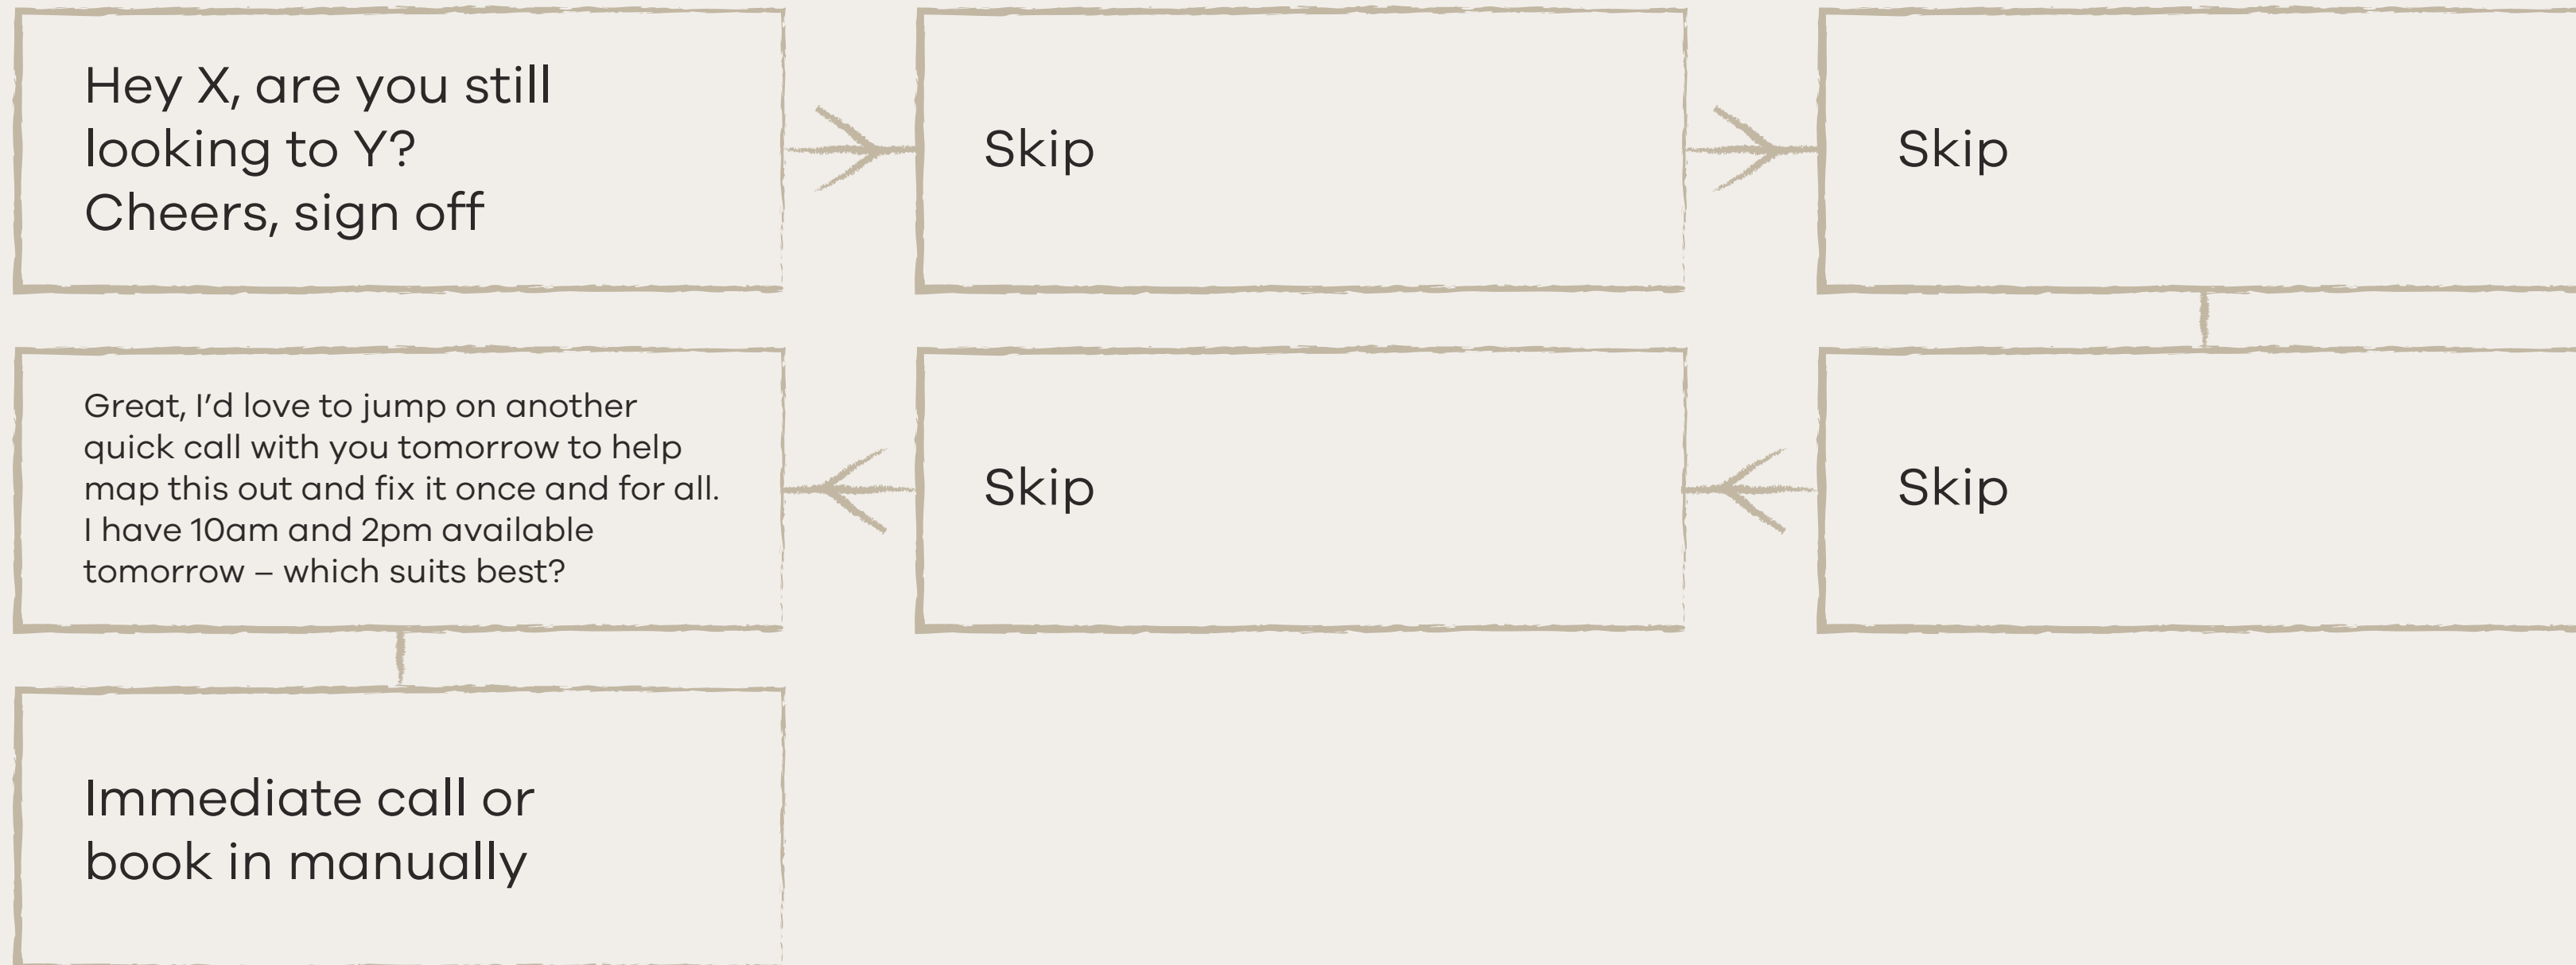 Hey X, are you still
looking to Y?
Cheers, sign off
Skip
Skip
Skip
Skip
Great, I’d love to jump on another
quick call with you tomorrow to help
map this out and fix it once and for all.
I have 10am and 2pm available
tomorrow – which suits best?
Immediate call or
book in manually